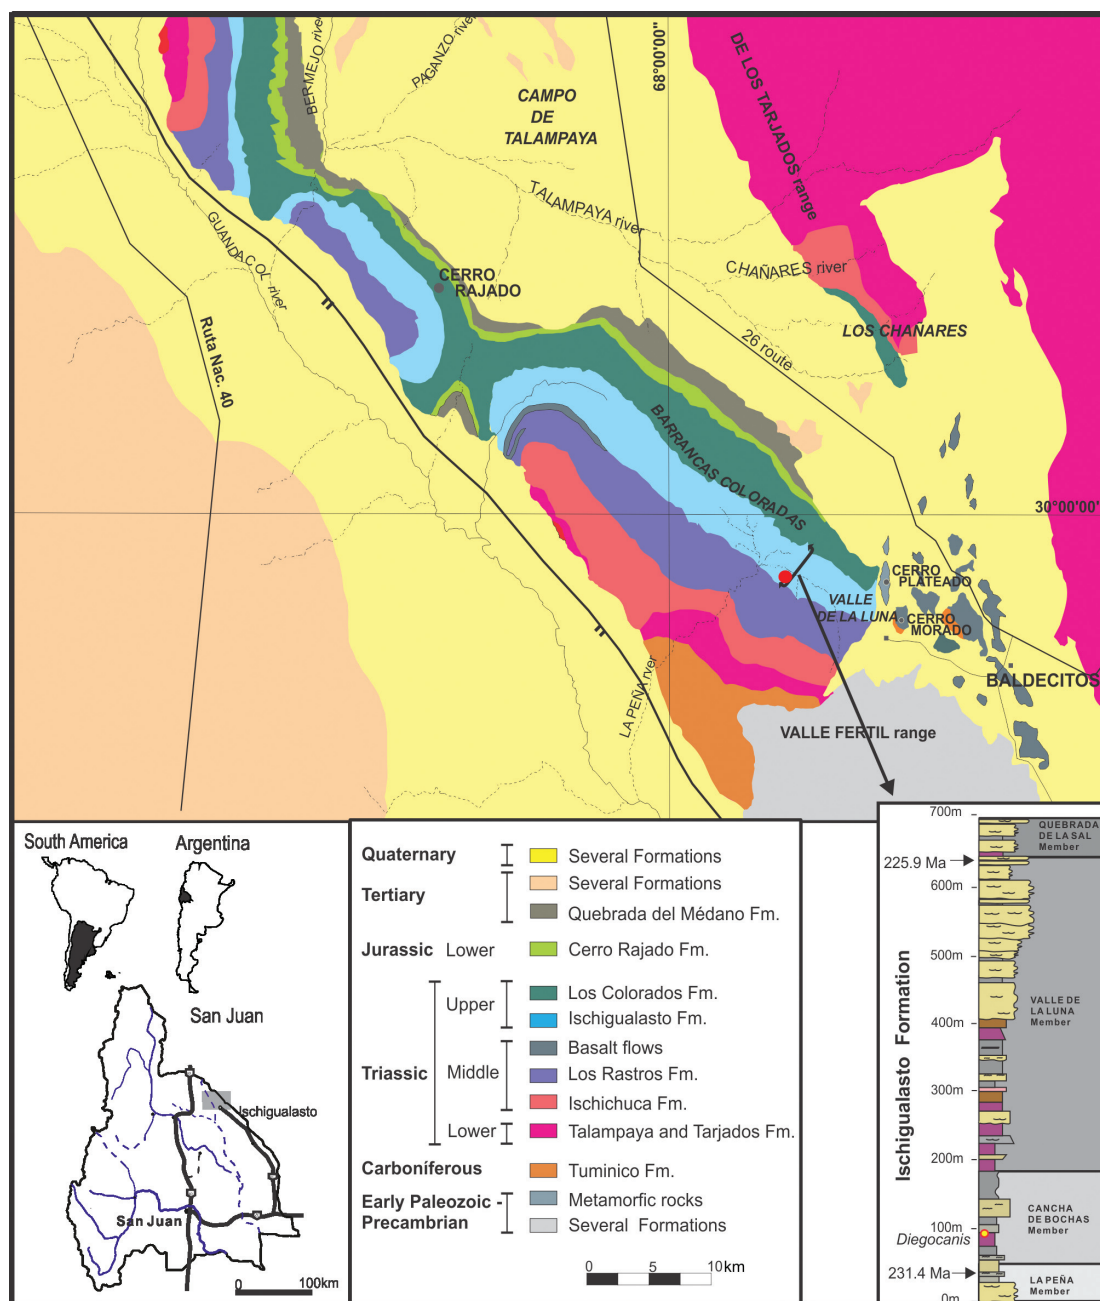 BERMEJO river
PAGANZO river
CAMPO
DE
TALAMPAYA
68°00'00"
DE LOS TARJADOS range
TALAMPAYA river
GUANDACOL river
CERRO
RAJADO
CHAÑARES river
LOS CHAÑARES
26 route
Ruta Nac. 40
BARRANCAS COLORADAS
30°00'00"
CERRO
PLATEADO
VALLE
DE LA LUNA
CERRO
MORADO
BALDECITOS
LA PEÑA river
VALLE FERTIL range
South America
Argentina
San Juan
Ischigualasto
San Juan
0 100km
Quaternary Several Formations
Tertiary Several Formations
Quebrada del Médano Fm.
Jurassic Lower Cerro Rajado Fm.
Triassic
Upper Los Colorados Fm.
Ischigualasto Fm.
Basalt flows
Middle Los Rastros Fm.
Ischichuca Fm.
Lower Talampaya and Tarjados Fm.
Carboníferous Tuminico Fm.
Early Paleozoic - Metamorfic rocks
Precambrian Several Formations
0 5 10 km
Ischigualasto Formation
700m
QUEBRADA
DE LA SAL
Member
225.9 Ma
600m
500m
VALLE DE
LA LUNA
Member
400m
300m
200m
CANCHA
DE BOCHAS
Member
100m
Diegocanis
231.4 Ma
LA PEÑA
Member
0m